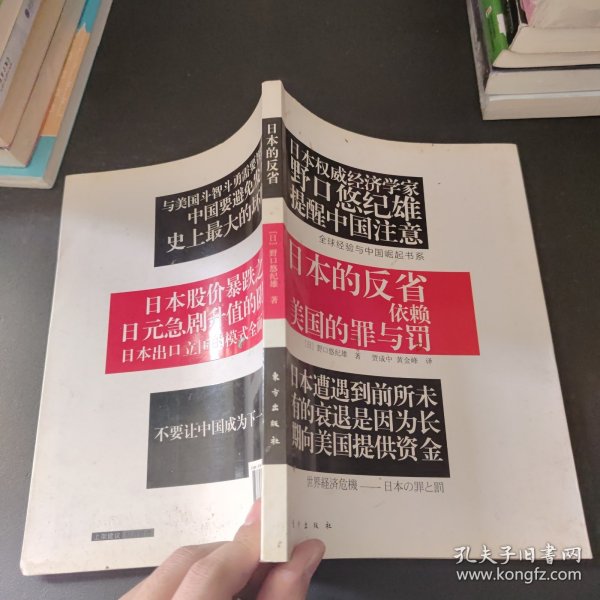 日本权威经济学家
野口悠纪雄
提醒中国注意
全球经验与中国崛起书系
日本的反省
依赖
美国的罪与罚
[日] 野口悠纪雄 著 贾成中 黄金峰 译
日本遭遇到前所未
有的衰退是因为长
期向美国提供资金
世界経済危機——日本の罪と罰
东方出版社
日本的反省
[日] 野口悠纪雄 著
东方出版社
与美国斗智斗勇需要
中国要避免
史上最大的
日本股价暴跌之
日元急剧升值的
日本出口立国的模式全
不要让中国成为下一
上架建议
孔夫子旧书网
www.kongfz.com